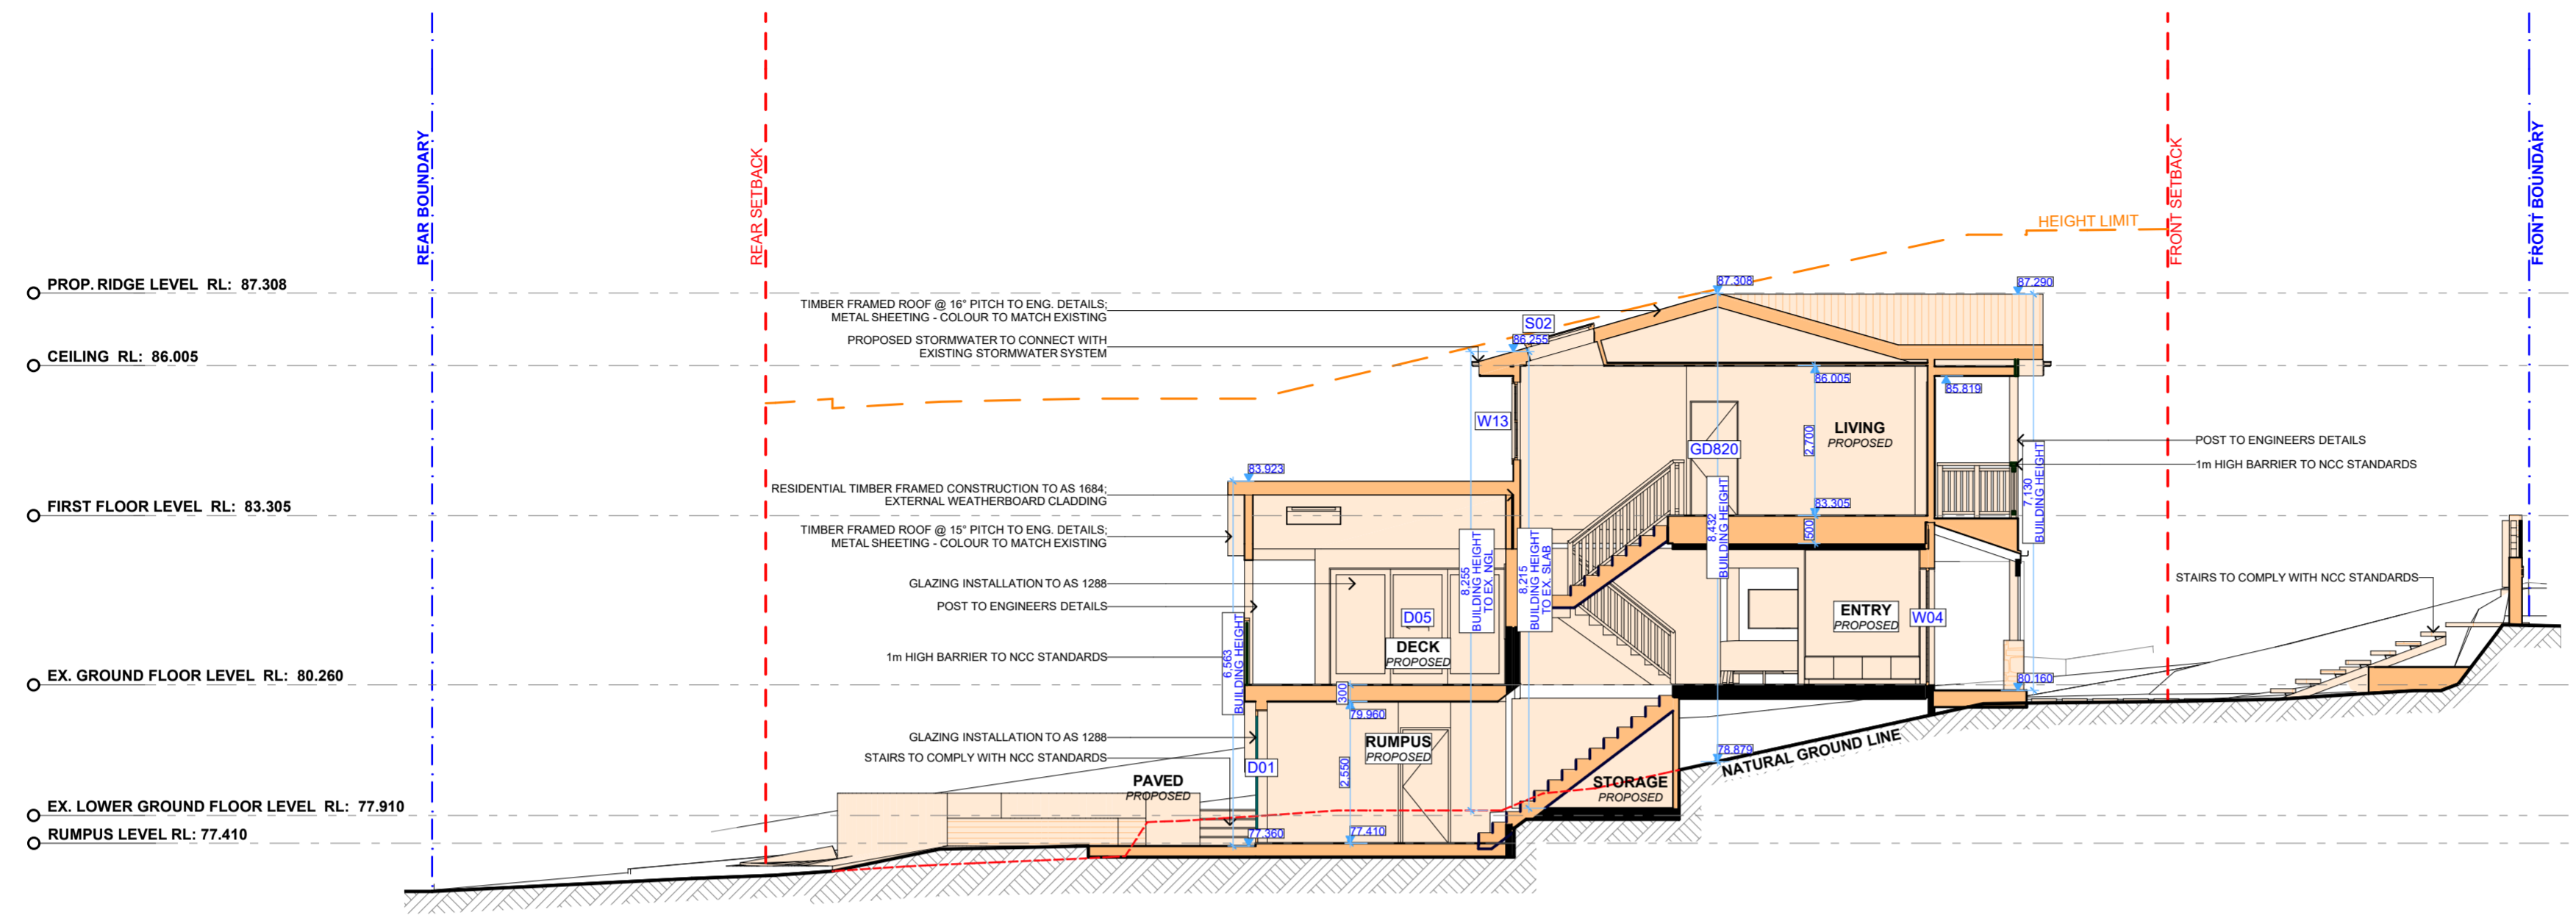 REAR BOUNDARY
REAR SETBACK
FRONT SETBACK
FRONT BOUNDARY
HEIGHT LIMIT
PROP. RIDGE LEVEL RL: 87.308
CEILING RL: 86.005
FIRST FLOOR LEVEL RL: 83.305
EX. GROUND FLOOR LEVEL RL: 80.260
EX. LOWER GROUND FLOOR LEVEL RL: 77.910
RUMPUS LEVEL RL: 77.410
TIMBER FRAMED ROOF @ 16° PITCH TO ENG. DETAILS;
METAL SHEETING - COLOUR TO MATCH EXISTING
PROPOSED STORMWATER TO CONNECT WITH
EXISTING STORMWATER SYSTEM
RESIDENTIAL TIMBER FRAMED CONSTRUCTION TO AS 1684;
EXTERNAL WEATHERBOARD CLADDING
TIMBER FRAMED ROOF @ 15° PITCH TO ENG. DETAILS;
METAL SHEETING - COLOUR TO MATCH EXISTING
GLAZING INSTALLATION TO AS 1288
POST TO ENGINEERS DETAILS
1m HIGH BARRIER TO NCC STANDARDS
GLAZING INSTALLATION TO AS 1288
STAIRS TO COMPLY WITH NCC STANDARDS
87.308
87.290
S02
86.255
86.005
85.819
W13
2,700
LIVING
PROPOSED
GD820
83.923
83.305
500
8,255
BUILDING HEIGHT
TO EX. NGL
8,215
BUILDING HEIGHT
TO EX. SLAB
8,432
BUILDING HEIGHT
7,130
BUILDING HEIGHT
6,563
BUILDING HEIGHT
POST TO ENGINEERS DETAILS
1m HIGH BARRIER TO NCC STANDARDS
STAIRS TO COMPLY WITH NCC STANDARDS
D05
DECK
PROPOSED
ENTRY
PROPOSED
W04
80.160
300
79.960
RUMPUS
PROPOSED
2,550
D01
78.879
NATURAL GROUND LINE
PAVED
PROPOSED
STORAGE
PROPOSED
77.360
77.410